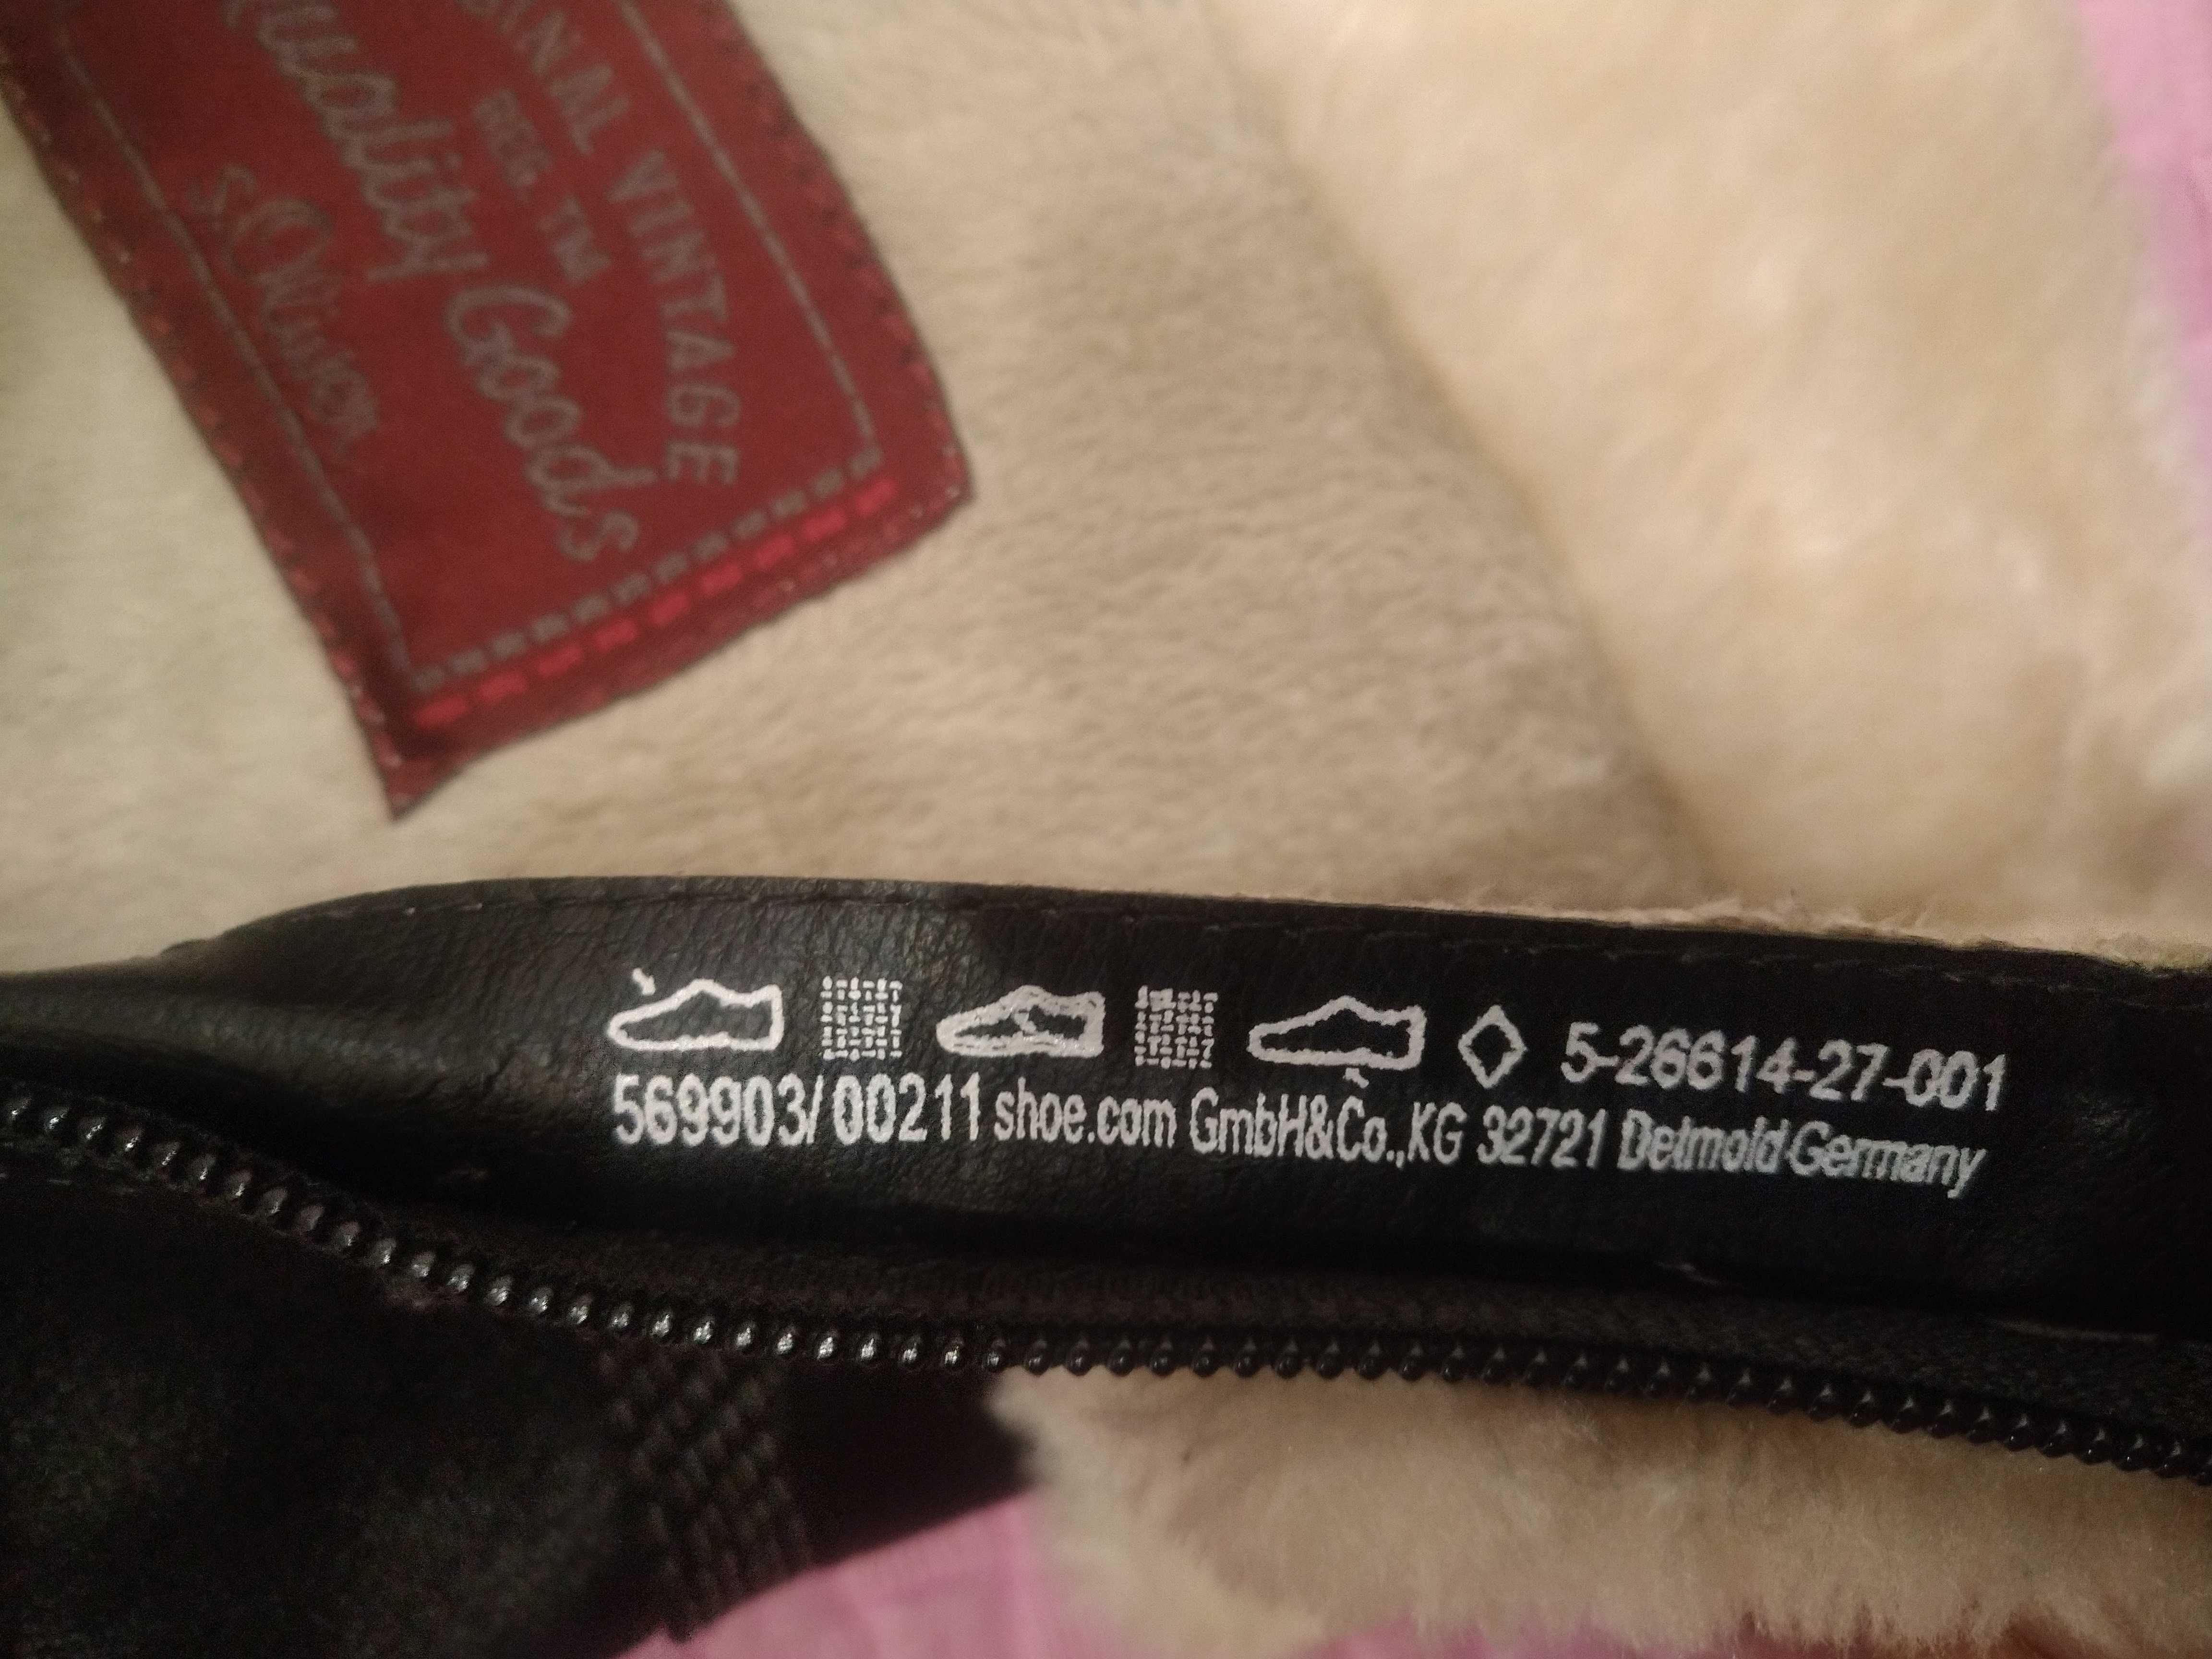 VINTAGE
REG. TM
Quality Goods
s.Oliver
5-26614-27-001
569903/00211 shoe.com GmbH&Co.,KG 32721 Detmold-Germany